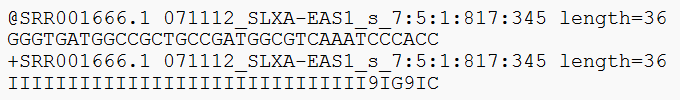 @SRR001666.1 071112_SLXA-EAS1_s_7:5:1:817:345 length=36
GGGTGATGGCCGCTGCCGATGGCGTCAAATCCCACC
+SRR001666.1 071112_SLXA-EAS1_s_7:5:1:817:345 length=36
IIIIIIIIIIIIIIIIIIIIIIIIIIIIII9IG9IC